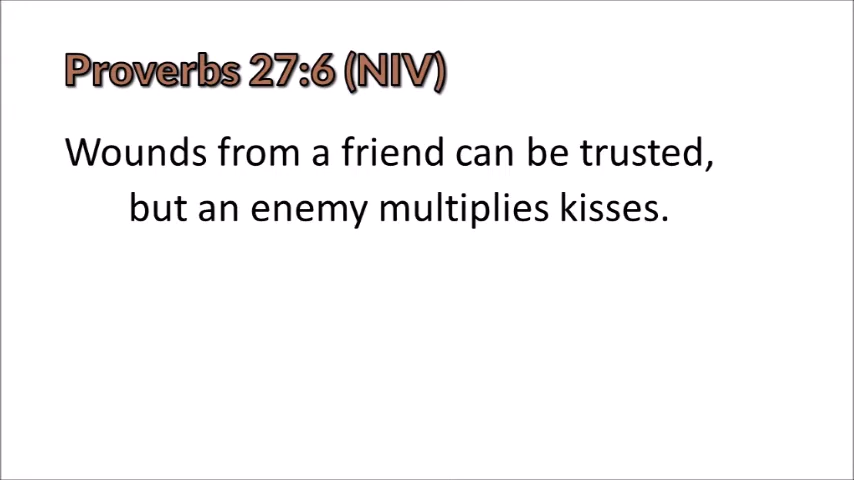 Proverbs 27:6 (NIV)
Wounds from a friend can be trusted,
but an enemy multiplies kisses.